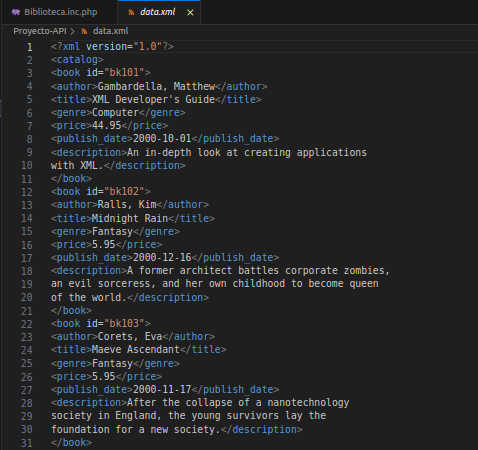 Biblioteca.inc.php data.xml
Proyecto-API > data.xml
1 <?xml version="1.0"?>
2 <catalog>
3 <book id="bk101">
4 <author>Gambardella, Matthew</author>
5 <title>XML Developer's Guide</title>
6 <genre>Computer</genre>
7 <price>44.95</price>
8 <publish_date>2000-10-01</publish_date>
9 <description>An in-depth look at creating applications
10 with XML.</description>
11 </book>
12 <book id="bk102">
13 <author>Ralls, Kim</author>
14 <title>Midnight Rain</title>
15 <genre>Fantasy</genre>
16 <price>5.95</price>
17 <publish_date>2000-12-16</publish_date>
18 <description>A former architect battles corporate zombies,
19 an evil sorceress, and her own childhood to become queen
20 of the world.</description>
21 </book>
22 <book id="bk103">
23 <author>Corets, Eva</author>
24 <title>Maeve Ascendant</title>
25 <genre>Fantasy</genre>
26 <price>5.95</price>
27 <publish_date>2000-11-17</publish_date>
28 <description>After the collapse of a nanotechnology
29 society in England, the young survivors lay the
30 foundation for a new society.</description>
31 </book>